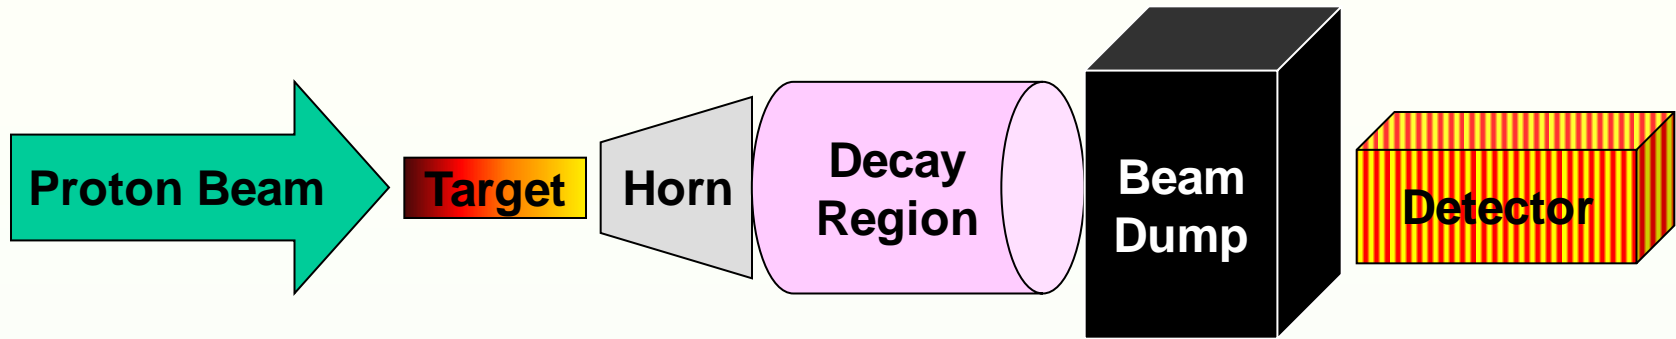 Proton Beam
Target
Horn
Decay
Region
Beam
Dump
Detector